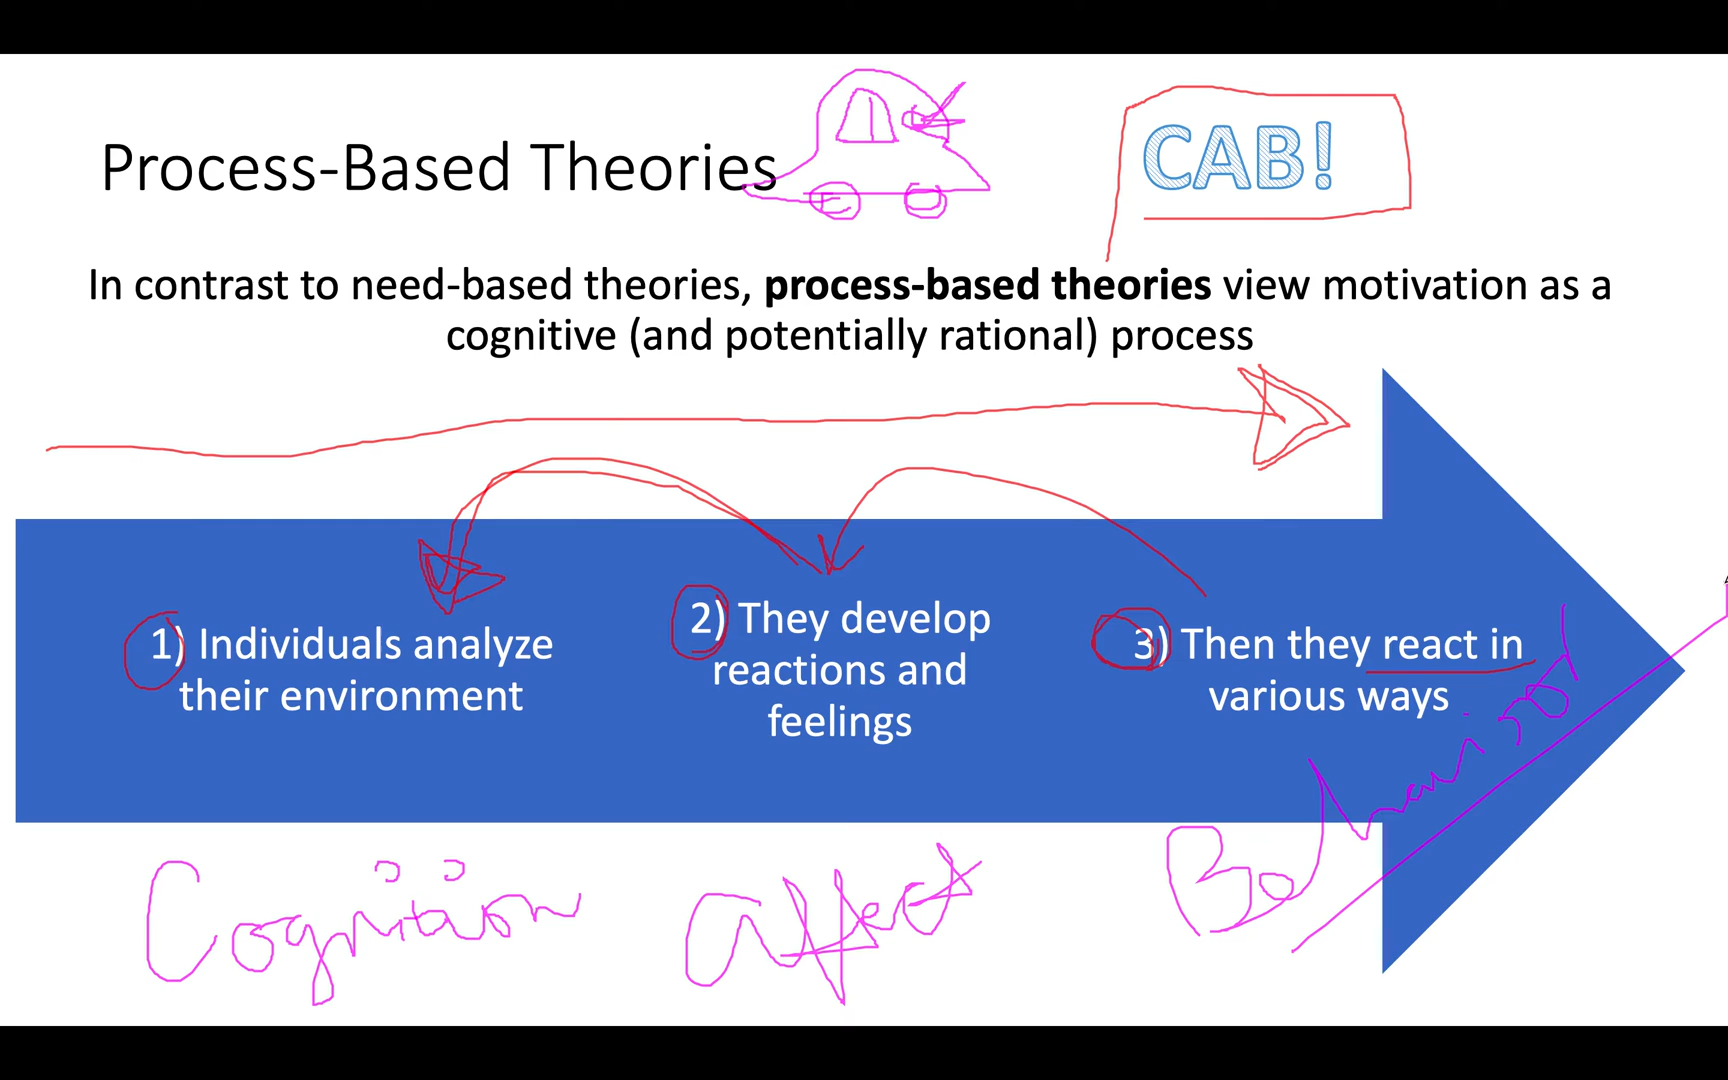 Process-Based Theories
CAB!
In contrast to need-based theories, process-based theories view motivation as a
cognitive (and potentially rational) process
1) Individuals analyze
their environment
2) They develop
reactions and
feelings
3) Then they react in
various ways
Cognition
affect
Behavior